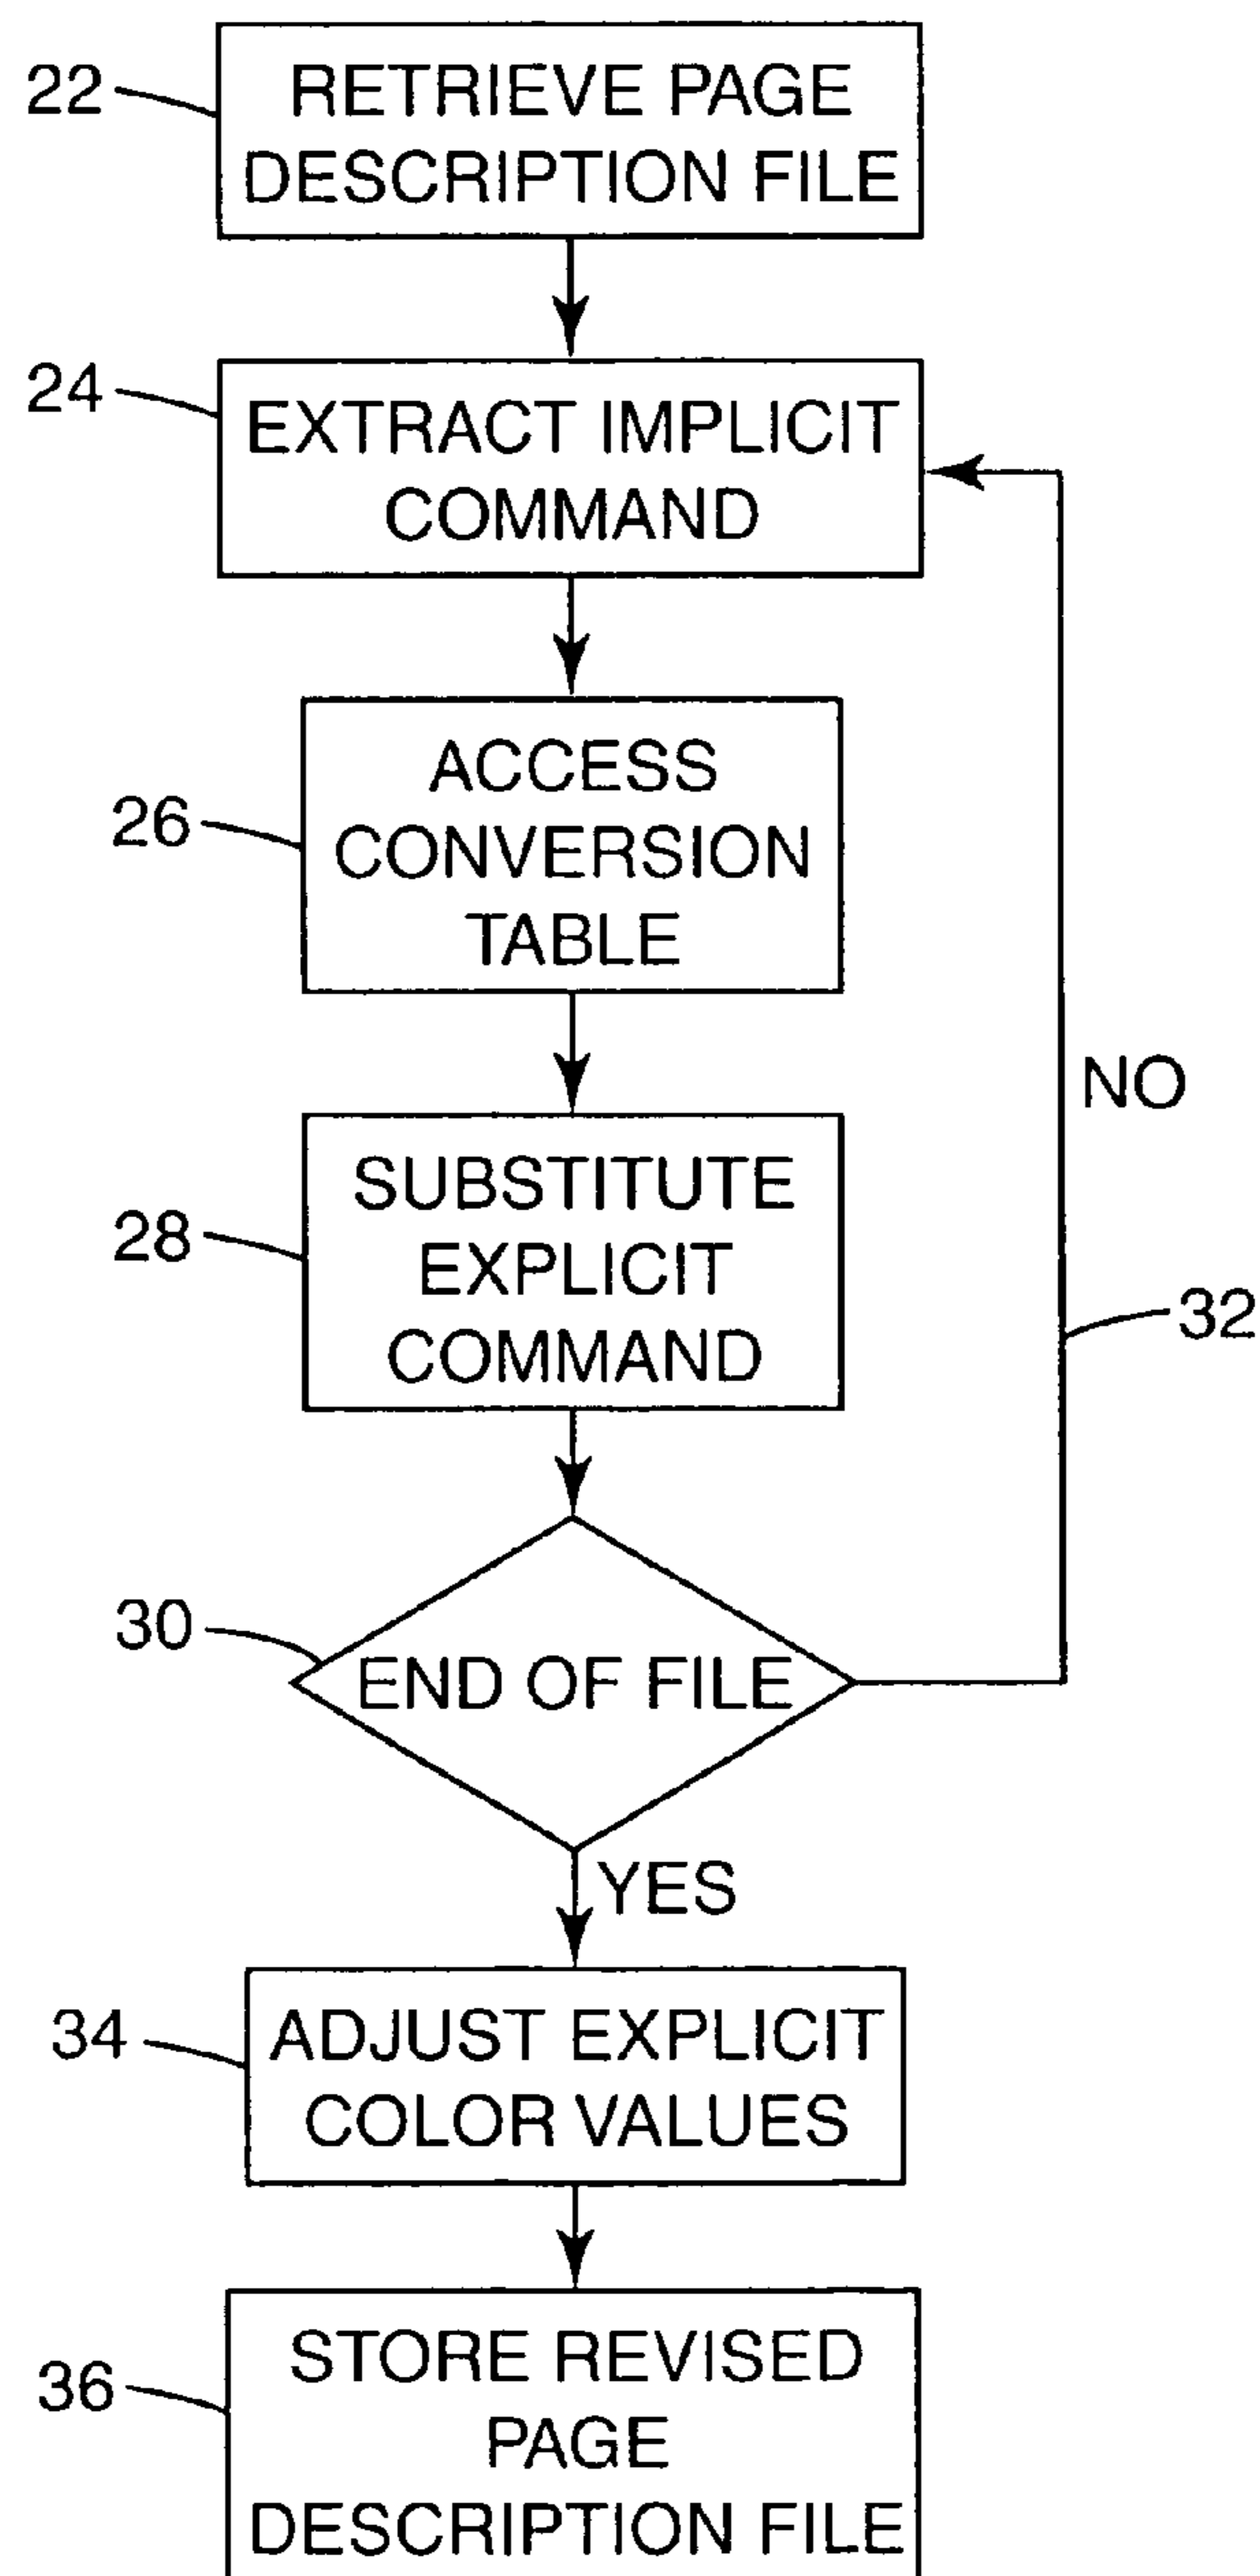 22
RETRIEVE PAGE
DESCRIPTION FILE
24
EXTRACT IMPLICIT
COMMAND
26
ACCESS
CONVERSION
TABLE
NO
28
SUBSTITUTE
EXPLICIT
COMMAND
32
30
END OF FILE
YES
34
ADJUST EXPLICIT
COLOR VALUES
36
STORE REVISED
PAGE
DESCRIPTION FILE